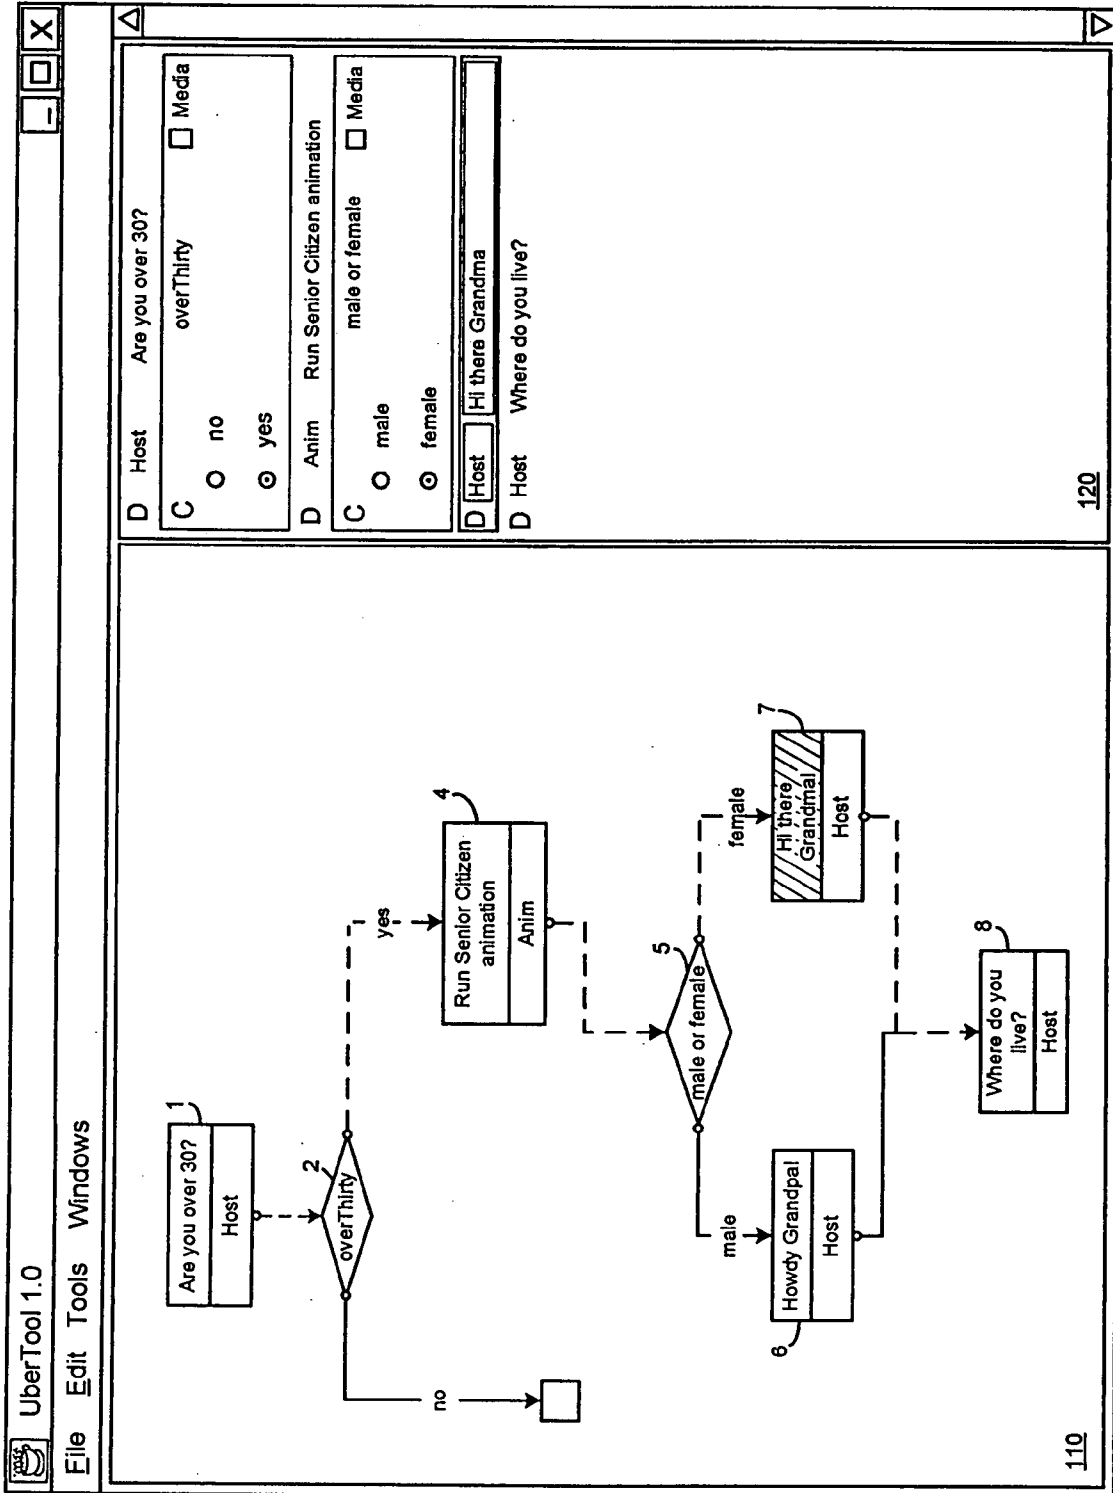 UberTool 1.0
_ X
File Edit Tools Windows
Are you over 30?
Host
1
overThirty
2
no
yes
Run Senior Citizen
animation
Anim
4
male or female
5
male
female
Howdy Grandpa!
Host
6
Hi there
Grandma!
Host
7
Where do you
live?
Host
8
110
D Host Are you over 30?
C overThirty Media
no
yes
D Anim Run Senior Citizen animation
C male or female Media
male
female
D Host Hi there Grandma
D Host Where do you live?
120